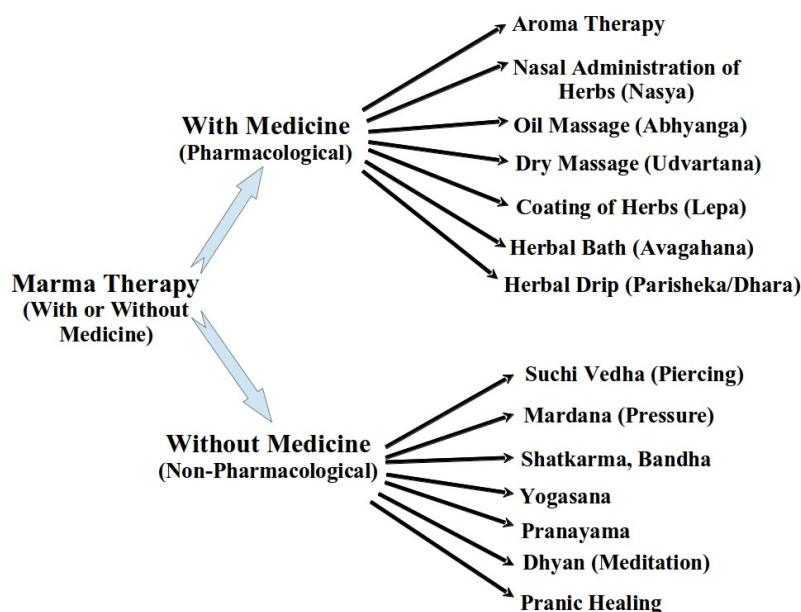 Aroma Therapy
Nasal Administration of
Herbs (Nasya)
With Medicine
(Pharmacological)
Oil Massage (Abhyanga)
Dry Massage (Udvartana)
Coating of Herbs (Lepa)
Herbal Bath (Avagahana)
Herbal Drip (Parisheka/Dhara)
Marma Therapy
(With or Without
Medicine)
Without Medicine
(Non-Pharmacological)
Suchi Vedha (Piercing)
Mardana (Pressure)
Shatkarma, Bandha
Yogasana
Pranayama
Dhyan (Meditation)
Pranic Healing